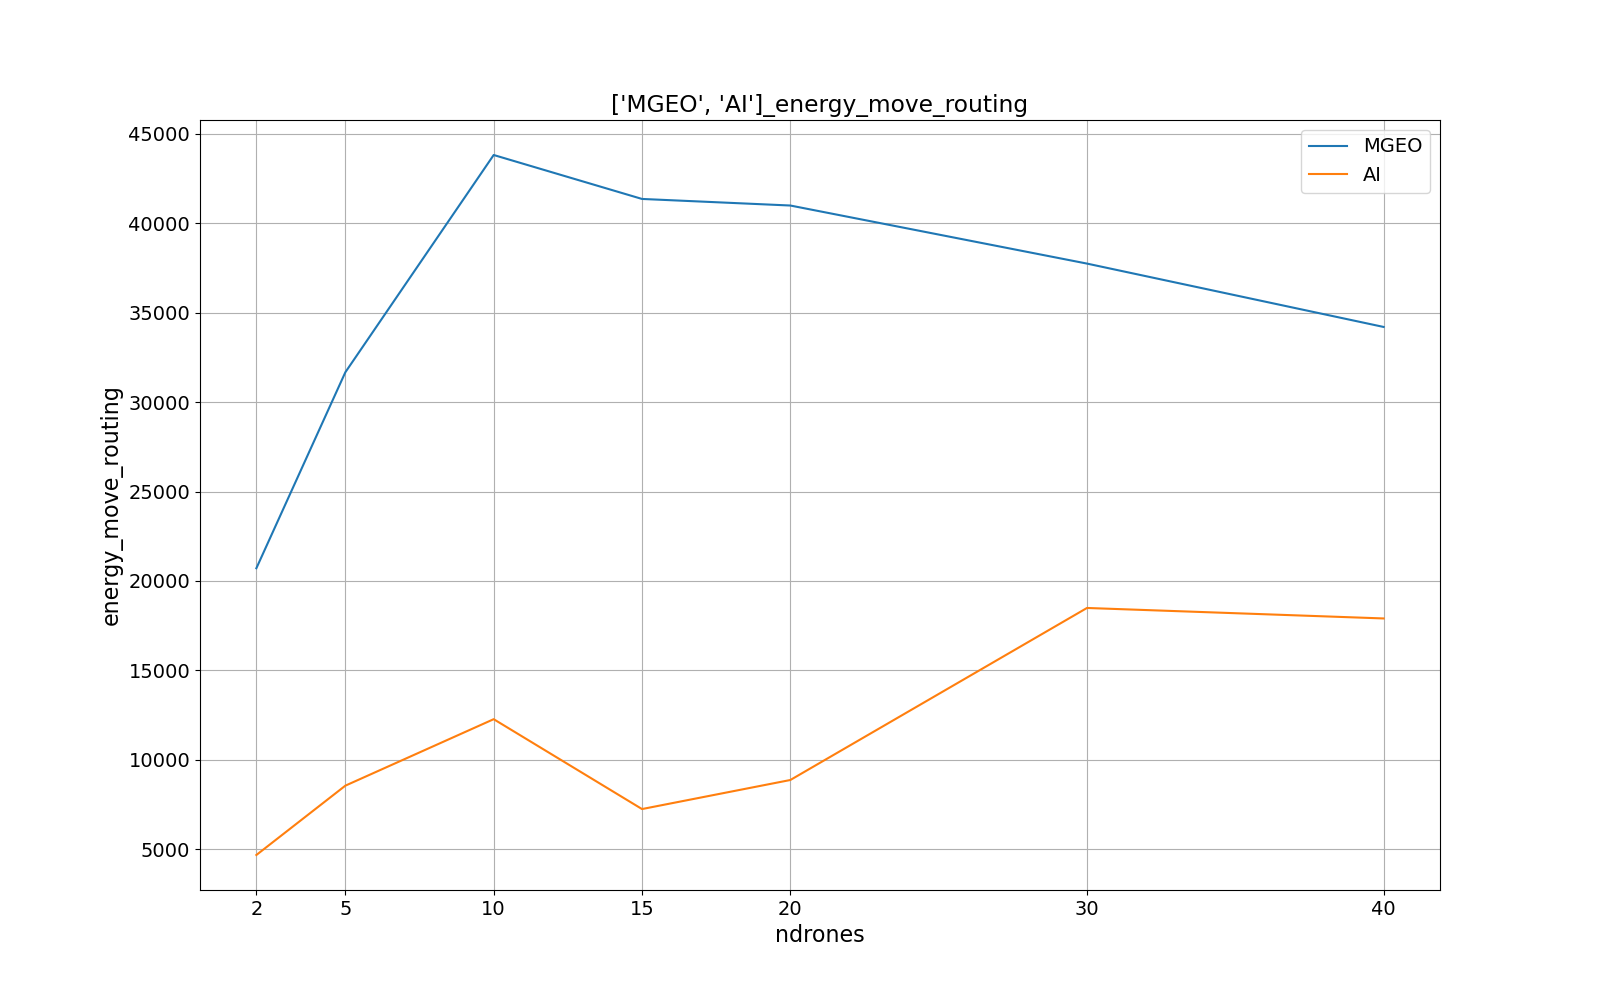 ['MGEO', 'AI']_energy_move_routing
MGEO
AI
energy_move_routing
45000
40000
35000
30000
25000
20000
15000
10000
5000
2 5 10 15 20 30 40
ndrones